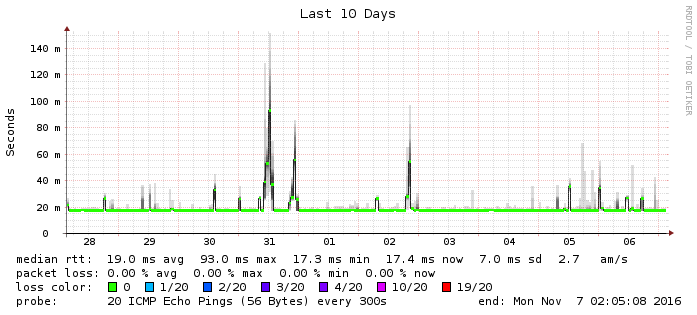 Last 10 Days
RRDTOOL / TOBI OETIKER
Seconds
140 m
120 m
100 m
80 m
60 m
40 m
20 m
0
28 29 30 31 01 02 03 04 05 06
median rtt: 19.0 ms avg 93.0 ms max 17.3 ms min 17.4 ms now 7.0 ms sd 2.7 am/s
packet loss: 0.00 % avg 0.00 % max 0.00 % min 0.00 % now
loss color: 0 1/20 2/20 3/20 4/20 10/20 19/20
probe: 20 ICMP Echo Pings (56 Bytes) every 300s end: Mon Nov 7 02:05:08 2016